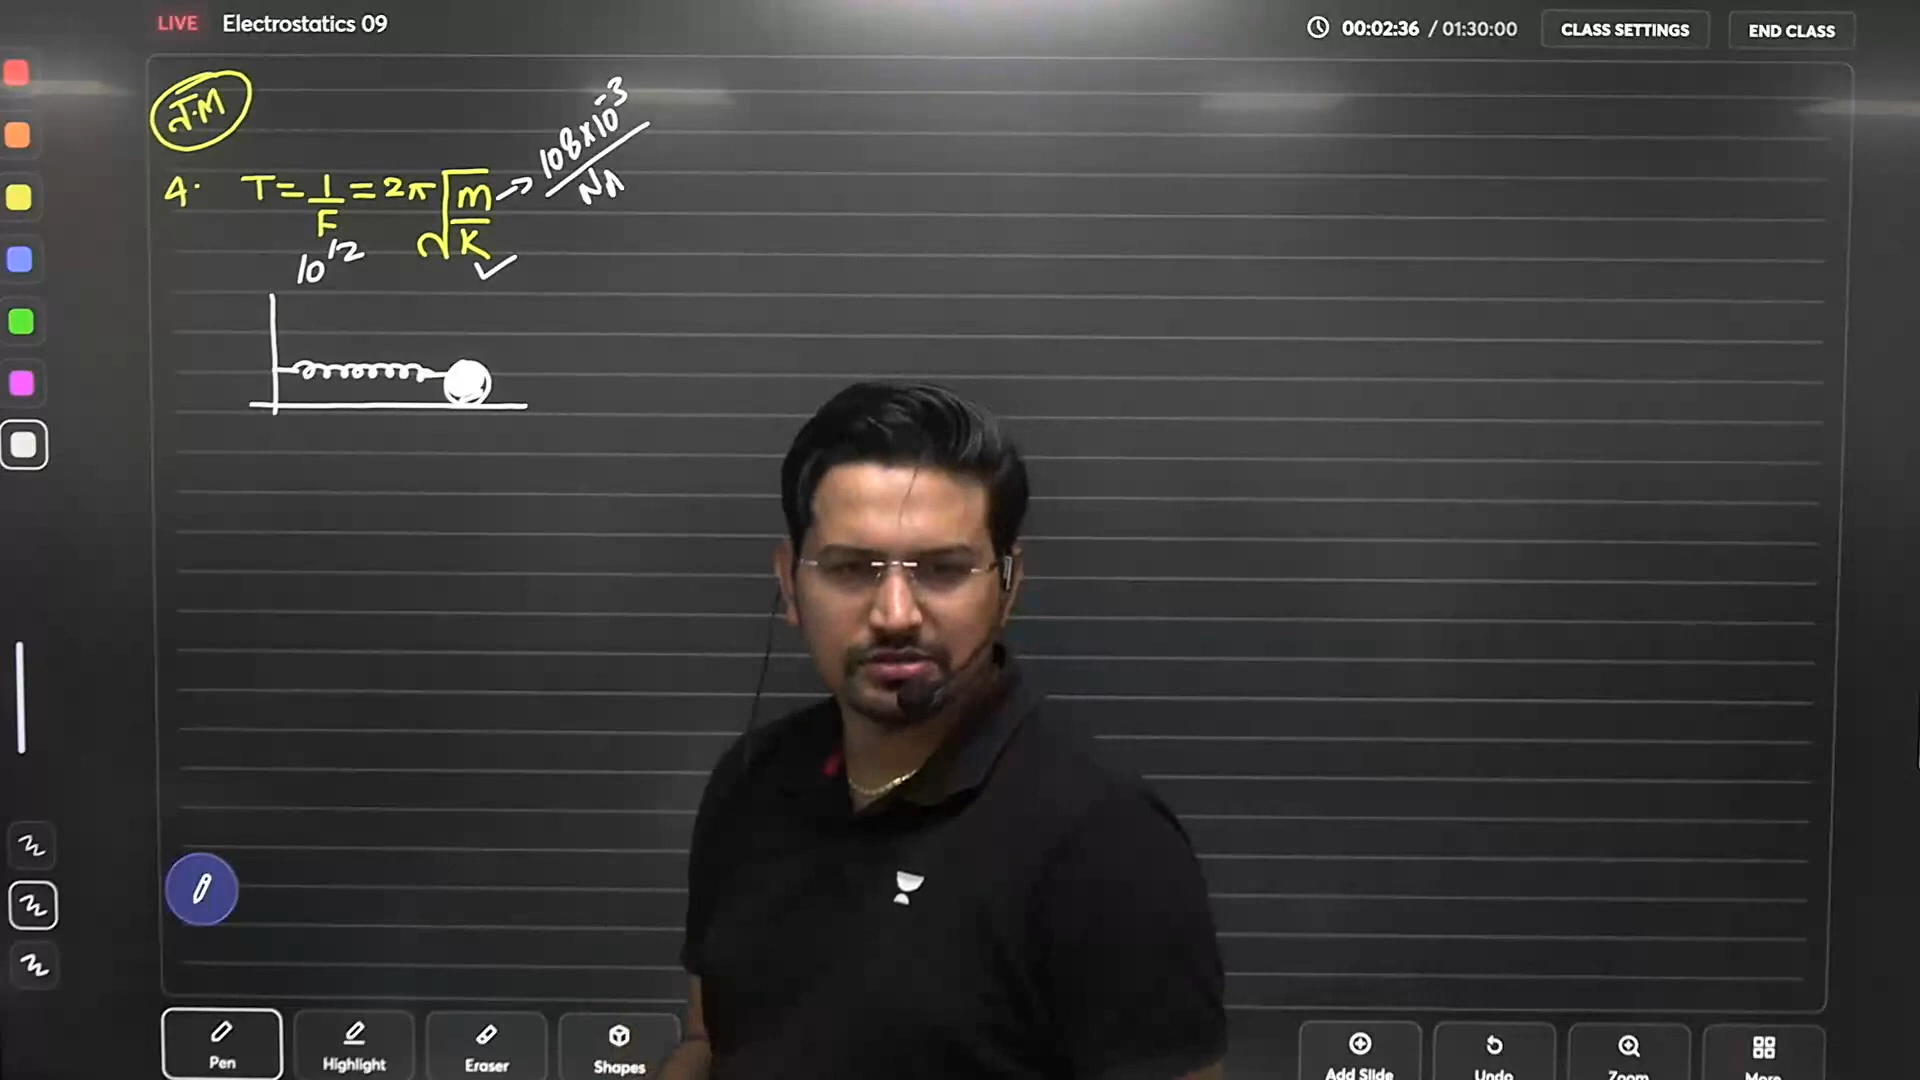 LIVE Electrostatics 09
00:02:36 / 01:30:00 CLASS SETTINGS END CLASS
108×10⁻³
NA
4. T = 1/F = 2π √(m/K)
10¹²
Pen Highlight Eraser Shapes
Add Slide Undo Zoom More